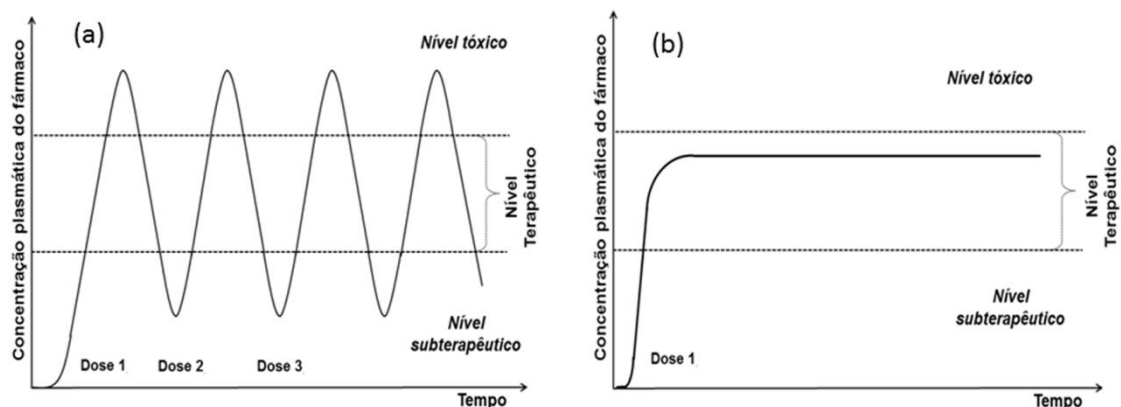 (a)
Concentração plasmática do fármaco
Nível tóxico
Nível
Terapêutico
Nível
subterapêutico
Dose 1
Dose 2
Dose 3
Tempo
(b)
Concentração plasmática do fármaco
Nível tóxico
Nível
Terapêutico
Nível
subterapêutico
Dose 1
Tempo